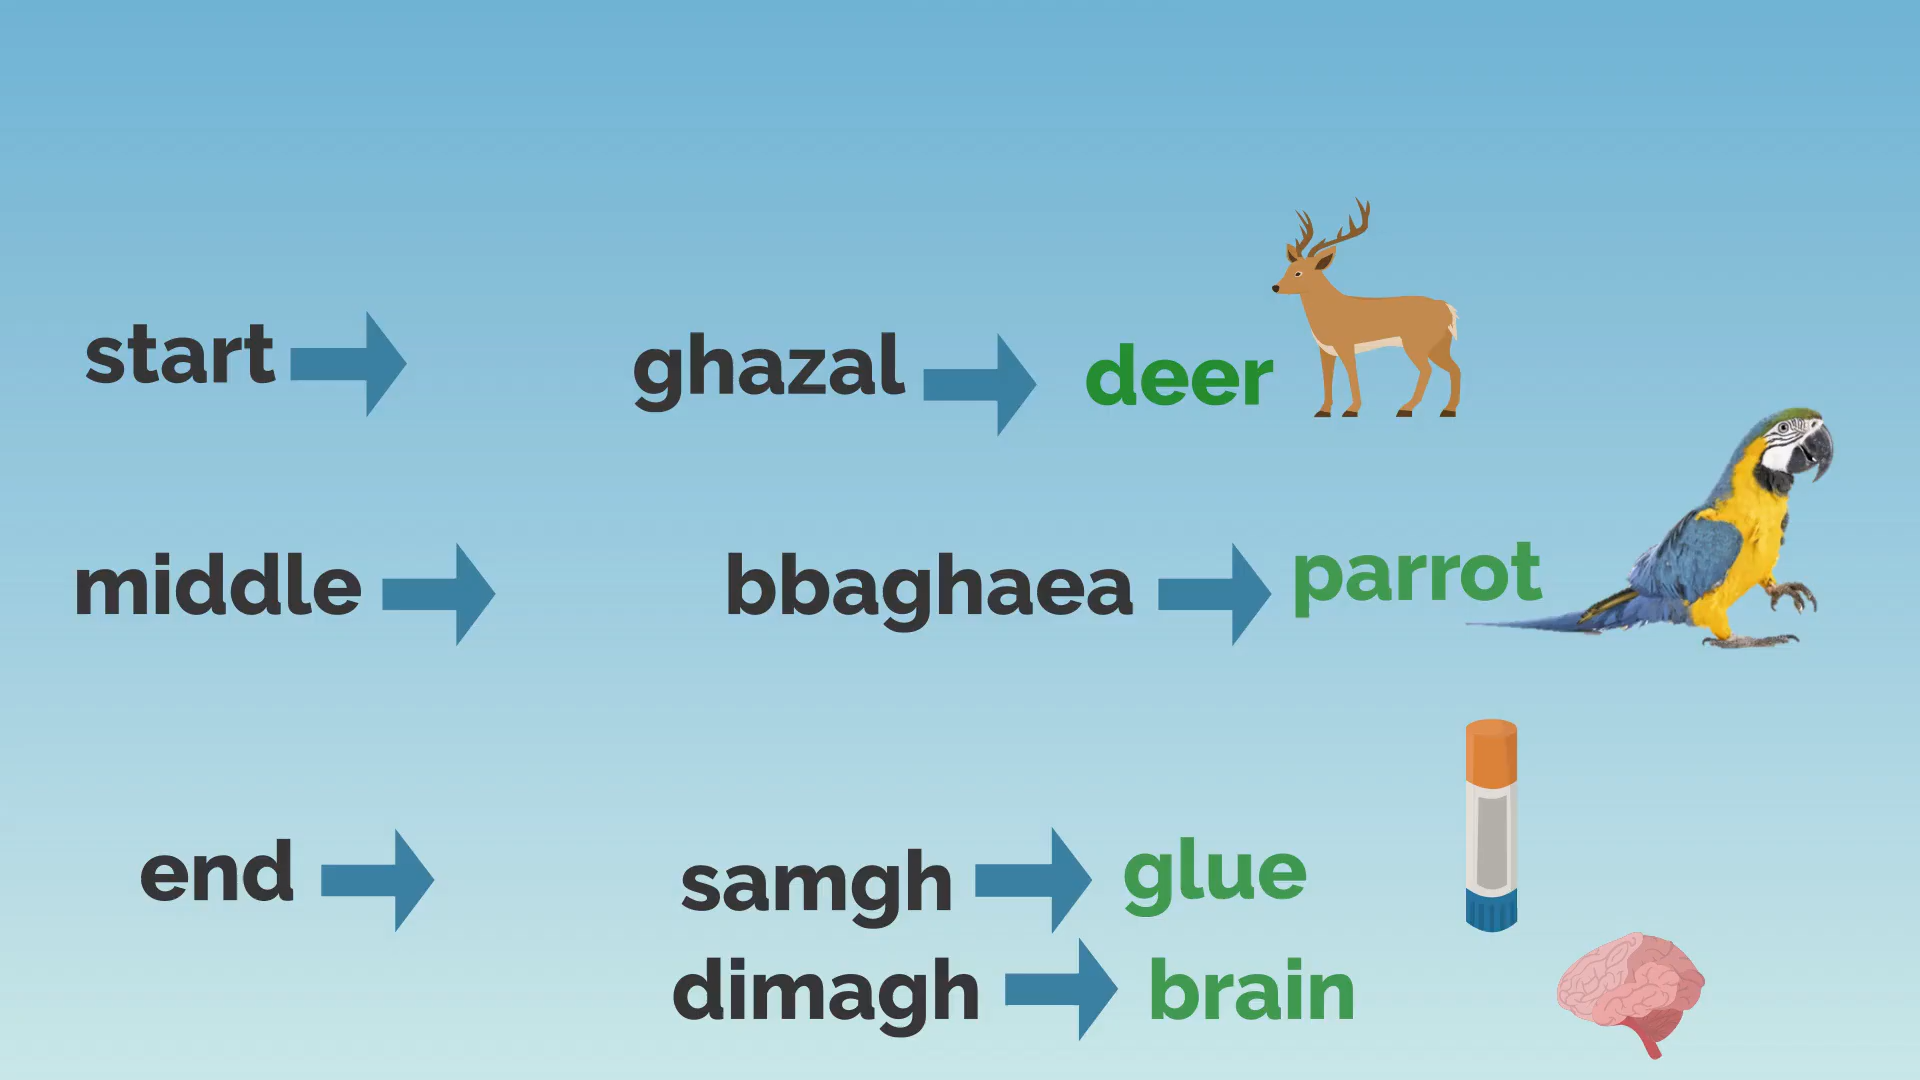 start ghazal deer
middle bbaghaea parrot
end samgh glue
dimagh brain